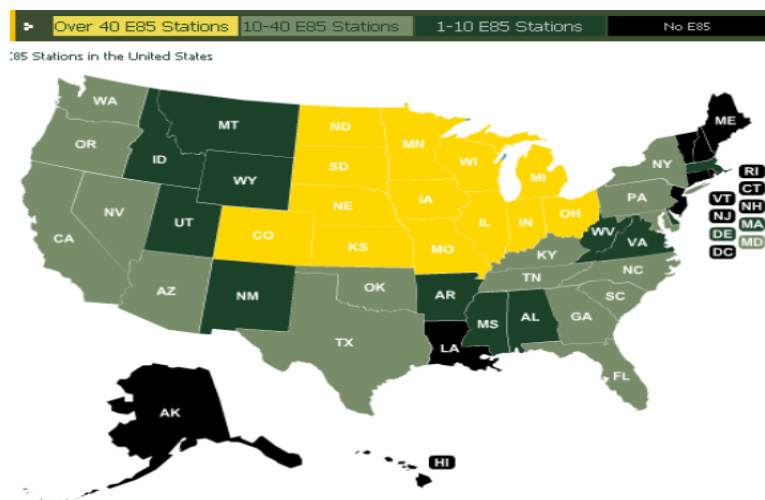 Over 40 E85 Stations 10-40 E85 Stations 1-10 E85 Stations No E85
E85 Stations in the United States
WA
ME
MT
ND
OR
MN
ID
NY
SD
WI
MI
RI
WY
CT
PA
VT
NH
IA
NE
NV
OH
NJ
IL
IN
UT
MA
WV
DE
CO
VA
CA
MD
KS
MO
DC
KY
NC
TN
OK
AZ
NM
AR
SC
GA
MS
AL
TX
LA
FL
AK
HI